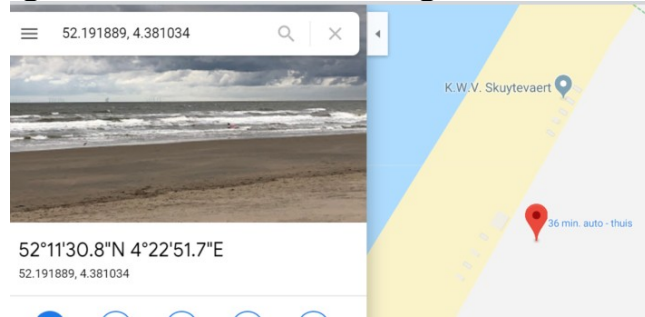 52.191889, 4.381034
K.W.V. Skuytevaert
36 min. auto - thuis
52°11'30.8"N 4°22'51.7"E
52.191889, 4.381034